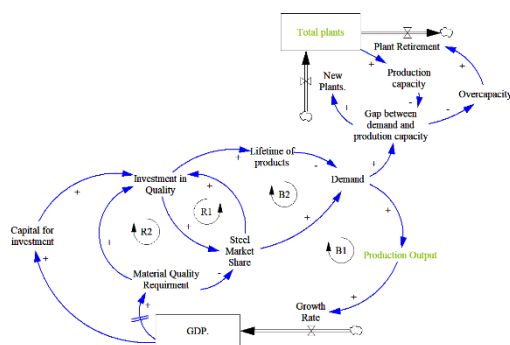 Total plants
Plant Retirement
New
Plants.
+
Production
capacity
+
-
+
-
Overcapacity
Gap between
demand and
prodution capacity
+
Lifetime of
products
-
+
Investment in
Quality
Demand
+
+
+
B2
R1
R2
Capital for
investment
+
+
+
+
Steel
Market
Share
B1
Production Output
Material Quality
Requirment
-
+
+
+
Growth
Rate
GDP.